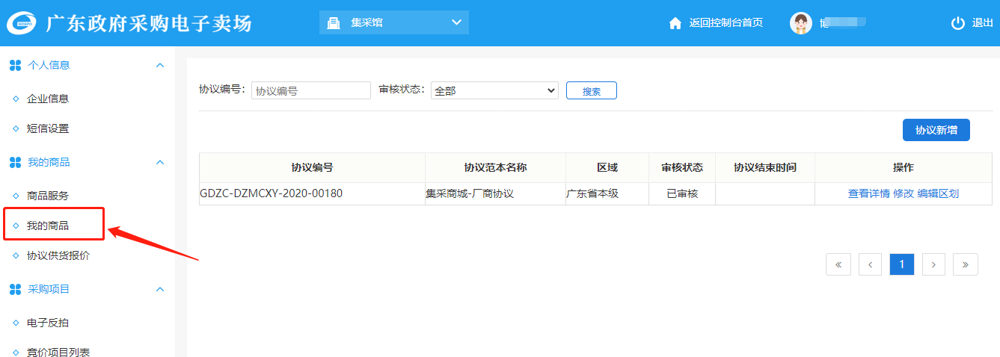 广东政府采购电子卖场
集采馆
返回控制台首页
退出
个人信息
企业信息
短信设置
我的商品
商品服务
我的商品
协议供货报价
采购项目
电子反拍
竞价项目列表
协议编号: 协议编号 审核状态: 全部 搜索
协议新增
协议编号 协议范本名称 区域 审核状态 协议结束时间 操作
GDZC-DZMCXY-2020-00180 集采商城-厂商协议 广东省本级 已审核 查看详情 修改 编辑区划
« ‹ 1 › »